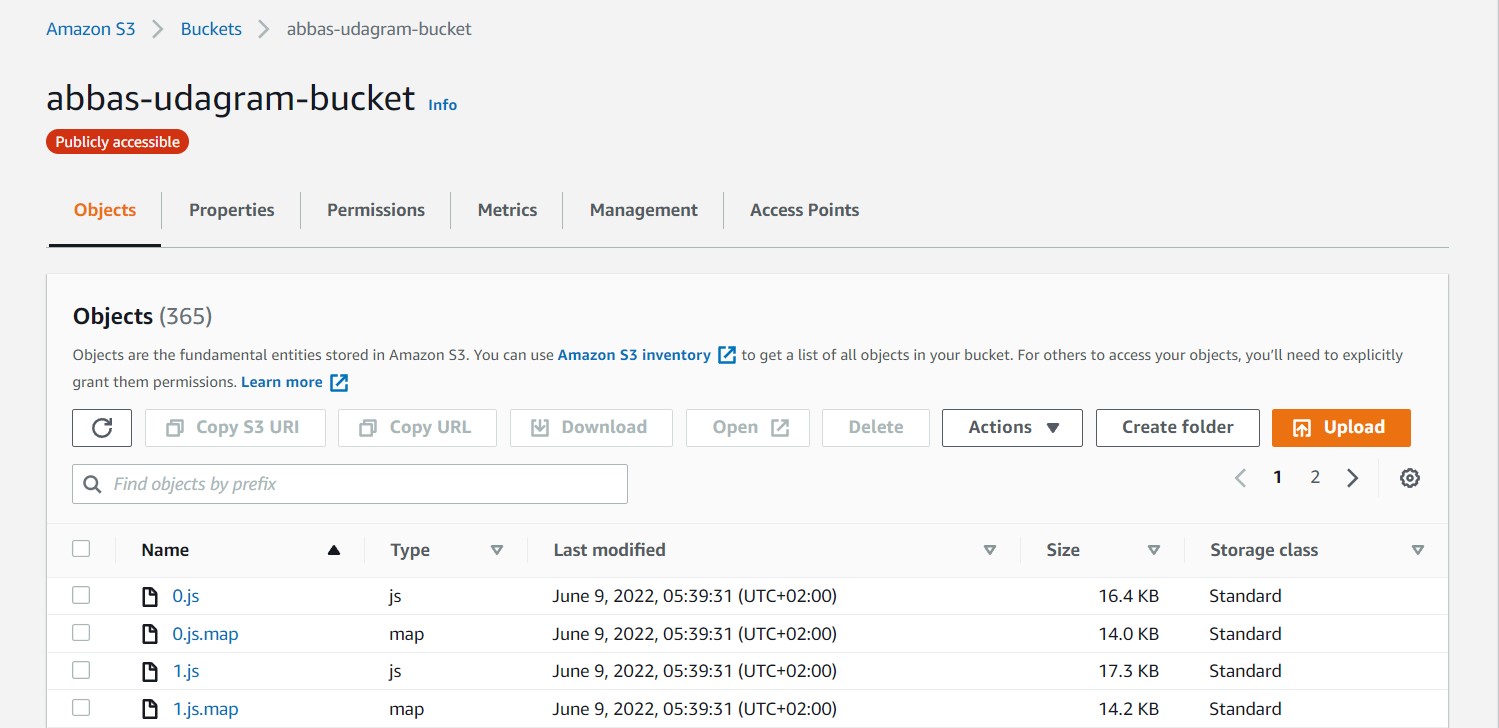 Amazon S3 Buckets abbas-udagram-bucket
abbas-udagram-bucket Info
Publicly accessible
Objects Properties Permissions Metrics Management Access Points
Objects (365)
Objects are the fundamental entities stored in Amazon S3. You can use Amazon S3 inventory to get a list of all objects in your bucket. For others to access your objects, you'll need to explicitly
grant them permissions. Learn more
Copy S3 URI Copy URL Download Open Delete Actions Create folder Upload
Find objects by prefix 1 2
Name Type Last modified Size Storage class
0.js js June 9, 2022, 05:39:31 (UTC+02:00) 16.4 KB Standard
0.js.map map June 9, 2022, 05:39:31 (UTC+02:00) 14.0 KB Standard
1.js js June 9, 2022, 05:39:31 (UTC+02:00) 17.3 KB Standard
1.js.map map June 9, 2022, 05:39:31 (UTC+02:00) 14.2 KB Standard